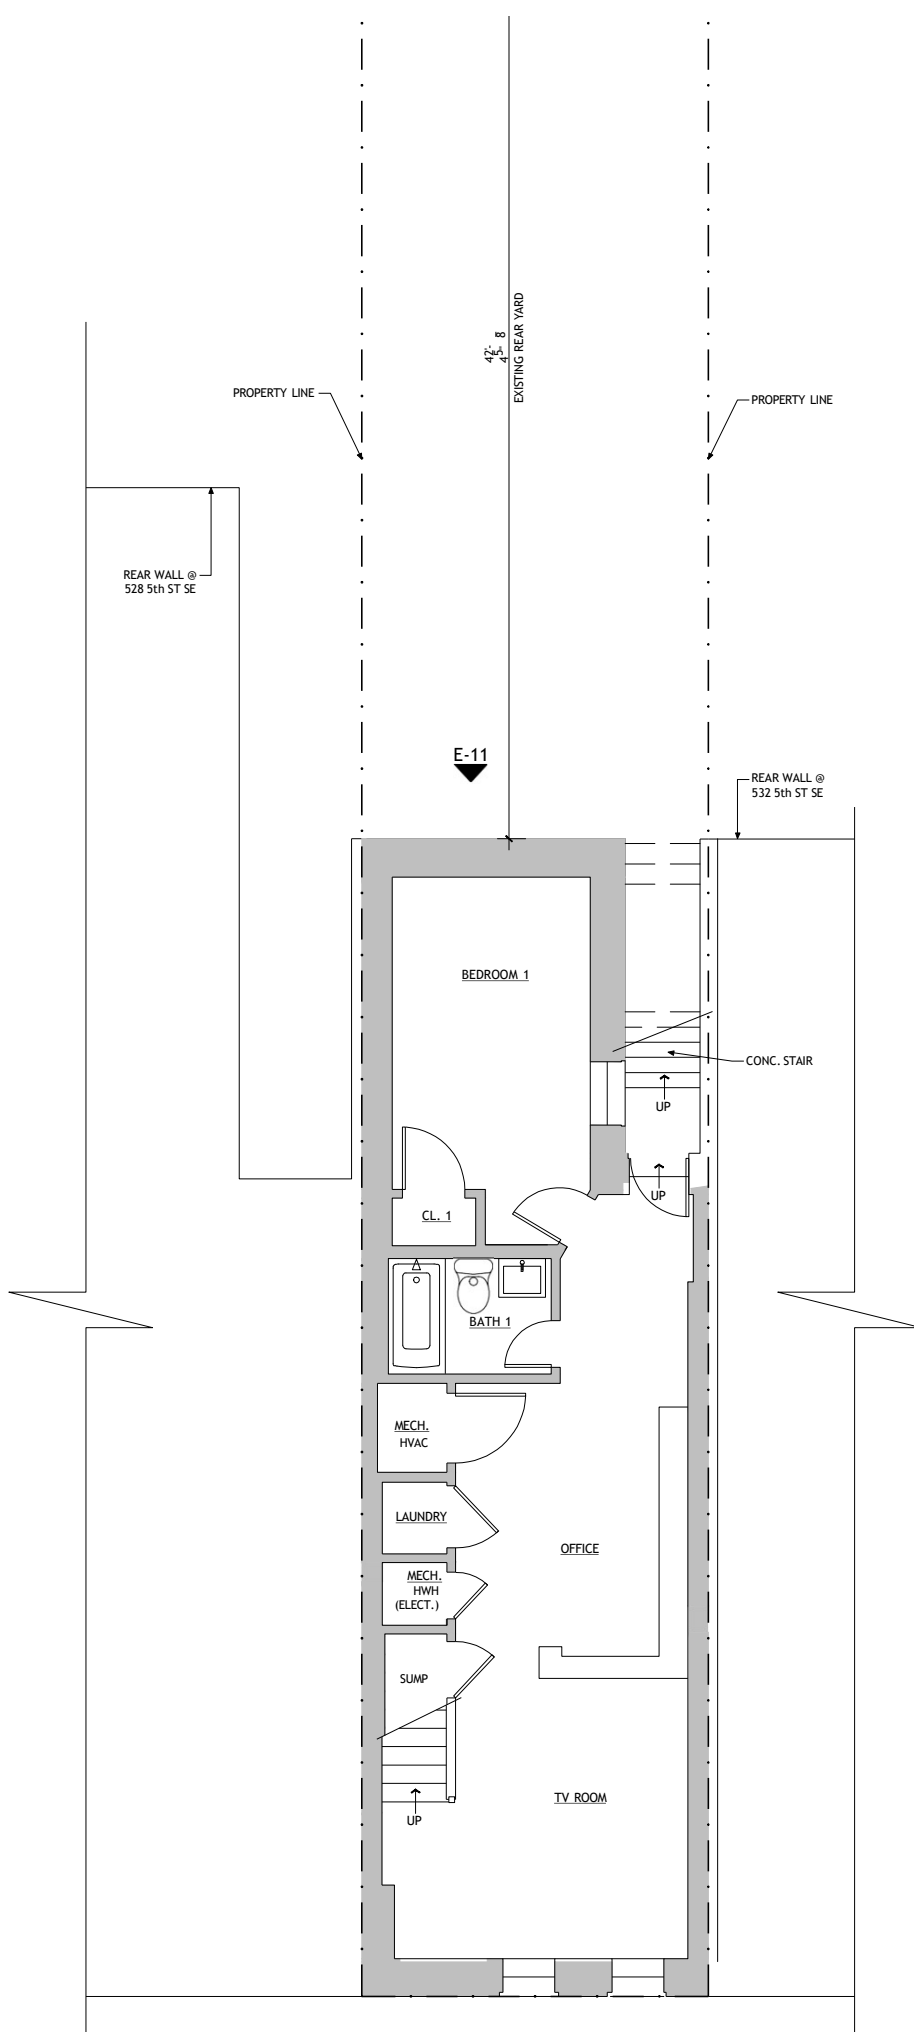 EXISTING REAR YARD
PROPERTY LINE
PROPERTY LINE
REAR WALL @
528 5th ST SE
E-11
REAR WALL @
532 5th ST SE
BEDROOM 1
CONC. STAIR
UP
UP
CL. 1
BATH 1
MECH.
HVAC
LAUNDRY
OFFICE
MECH.
HWH
(ELECT.)
SUMP
TV ROOM
UP